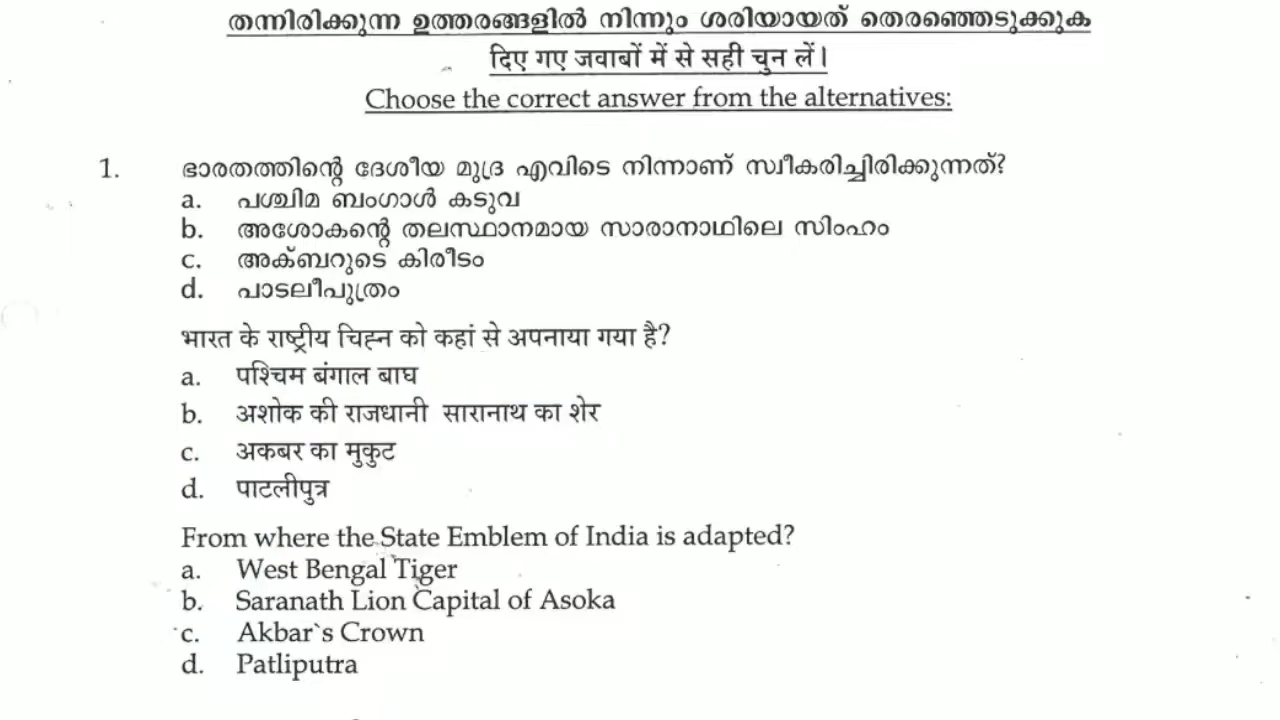 തന്നിരിക്കുന്ന ഉത്തരങ്ങളിൽ നിന്നും ശരിയായത് തെരഞ്ഞെടുക്കുക
दिए गए जवाबों में से सही चुन लें।
Choose the correct answer from the alternatives:
1. ഭാരതത്തിന്റെ ദേശീയ മുദ്ര എവിടെ നിന്നാണ് സ്വീകരിച്ചിരിക്കുന്നത്?
a. പശ്ചിമ ബംഗാൾ കടുവ
b. അശോകന്റെ തലസ്ഥാനമായ സാരാനാഥിലെ സിംഹം
c. അക്ബറുടെ കിരീടം
d. പാടലീപുത്രം
भारत के राष्ट्रीय चिह्न को कहां से अपनाया गया है?
a. पश्चिम बंगाल बाघ
b. अशोक की राजधानी सारानाथ का शेर
c. अकबर का मुकुट
d. पाटलीपुत्र
From where the State Emblem of India is adapted?
a. West Bengal Tiger
b. Saranath Lion Capital of Asoka
c. Akbar`s Crown
d. Patliputra